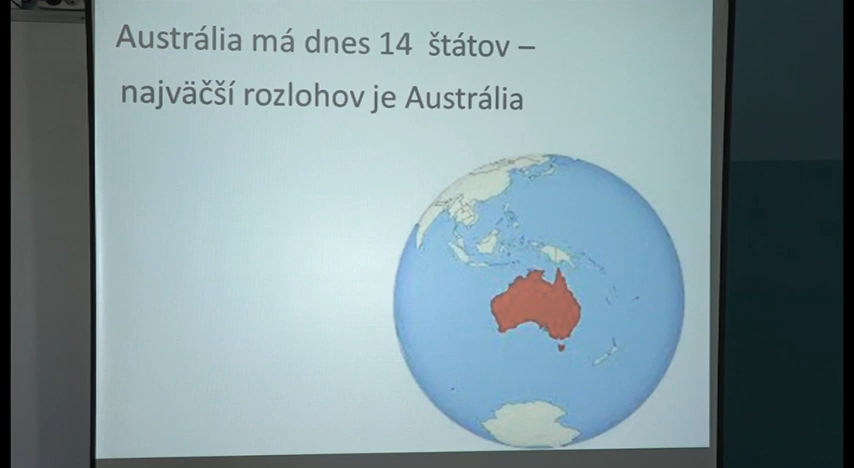 Austrália má dnes 14 štátov –
najväčší rozlohov je Austrália